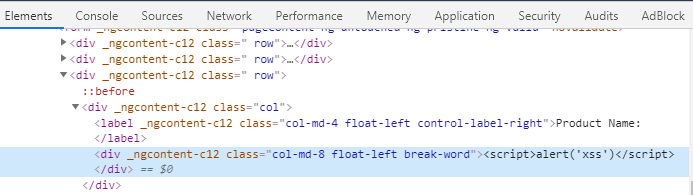 Elements Console Sources Network Performance Memory Application Security Audits AdBlock
<div _ngcontent-c12 class=" row">…</div>
<div _ngcontent-c12 class=" row">…</div>
<div _ngcontent-c12 class=" row">
::before
<div _ngcontent-c12 class="col">
<label _ngcontent-c12 class="col-md-4 float-left control-label-right">Product Name:
</label>
<div _ngcontent-c12 class="col-md-8 float-left break-word"><script>alert('xss')</script>
</div> == $0
</div>